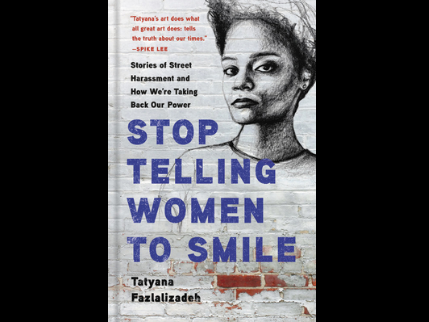 "Tatyana's art does what
all great art does: tells
the truth about our times."
—SPIKE LEE
Stories of Street
Harassment and
How We're Taking
Back Our Power
STOP
TELLING
WOMEN
TO SMILE
Tatyana
Fazlalizadeh